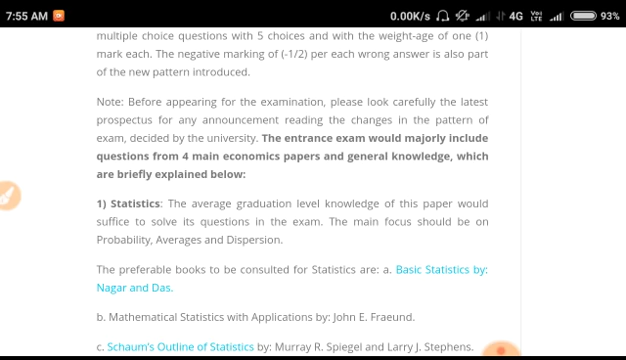 7:55 AM 0.00K/s 4G VoLTE 93%
multiple choice questions with 5 choices and with the weight-age of one (1)
mark each. The negative marking of (-1/2) per each wrong answer is also part
of the new pattern introduced.
Note: Before appearing for the examination, please look carefully the latest
prospectus for any announcement reading the changes in the pattern of
exam, decided by the university. The entrance exam would majorly include
questions from 4 main economics papers and general knowledge, which
are briefly explained below:
1) Statistics: The average graduation level knowledge of this paper would
suffice to solve its questions in the exam. The main focus should be on
Probability, Averages and Dispersion.
The preferable books to be consulted for Statistics are: a. Basic Statistics by:
Nagar and Das.
b. Mathematical Statistics with Applications by: John E. Fraeund.
c. Schaum's Outline of Statistics by: Murray R. Spiegel and Larry J. Stephens.